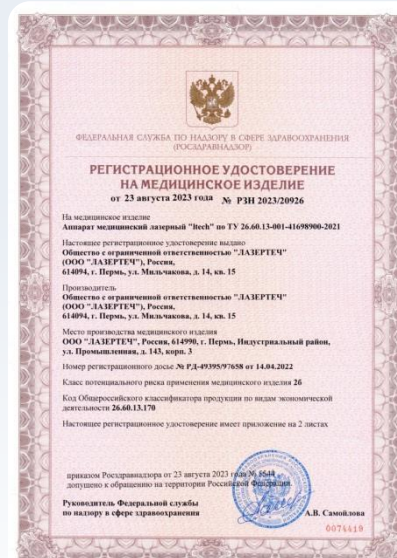 ФЕДЕРАЛЬНАЯ СЛУЖБА ПО НАДЗОРУ В СФЕРЕ ЗДРАВООХРАНЕНИЯ
(РОСЗДРАВНАДЗОР)
РЕГИСТРАЦИОННОЕ УДОСТОВЕРЕНИЕ
НА МЕДИЦИНСКОЕ ИЗДЕЛИЕ
от 23 августа 2023 года № РЗН 2023/20926
На медицинское изделие
Аппарат медицинский лазерный "ltech" по ТУ 26.60.13-001-41698900-2021
Настоящее регистрационное удостоверение выдано
Общество с ограниченной ответственностью "ЛАЗЕРТЕЧ"
(ООО "ЛАЗЕРТЕЧ"), Россия,
614094, г. Пермь, ул. Мильчакова, д. 14, кв. 15
Производитель
Общество с ограниченной ответственностью "ЛАЗЕРТЕЧ"
(ООО "ЛАЗЕРТЕЧ"), Россия,
614094, г. Пермь, ул. Мильчакова, д. 14, кв. 15
Место производства медицинского изделия
ООО "ЛАЗЕРТЕЧ", Россия, 614990, г. Пермь, Индустриальный район,
ул. Промышленная, д. 143, корп. 3
Номер регистрационного досье № РД-49395/97658 от 14.04.2022
Класс потенциального риска применения медицинского изделия 2б
Код Общероссийского классификатора продукции по видам экономической
деятельности 26.60.13.170
Настоящее регистрационное удостоверение имеет приложение на 2 листах
приказом Росздравнадзора от 23 августа 2023 года №
допущено к обращению на территории Российской Федерации.
Руководитель Федеральной службы
по надзору в сфере здравоохранения А.В. Самойлова
0074419